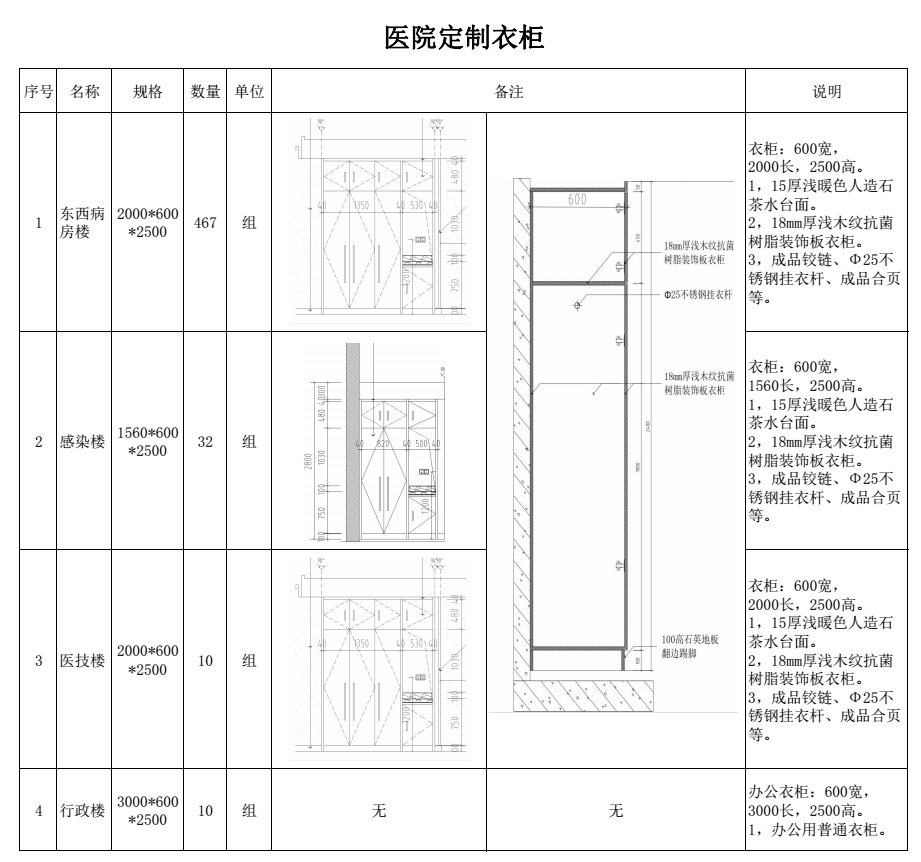 医院定制衣柜
序号 名称 规格 数量 单位 备注 说明
1
东西病
房楼
2000*600
*2500
467
组
40 1350 40 530 40
40
480
1030
100
750
1200
衣柜: 600宽,
2000长, 2500高。
1, 15厚浅暖色人造石
茶水台面。
2, 18mm厚浅木纹抗菌
树脂装饰板衣柜。
3, 成品铰链、Φ25不
锈钢挂衣杆、成品合页
等。
600
18mm厚浅木纹抗菌
树脂装饰板衣柜
Φ25不锈钢挂衣杆
18mm厚浅木纹抗菌
树脂装饰板衣柜
100高石英地板
翻边踢脚
50
450
1800
2400
100
2
感染楼
1560*600
*2500
32
组
40 820 40 500 40
480
1030
100
750
100
2800
1200
衣柜: 600宽,
1560长, 2500高。
1, 15厚浅暖色人造石
茶水台面。
2, 18mm厚浅木纹抗菌
树脂装饰板衣柜。
3, 成品铰链、Φ25不
锈钢挂衣杆、成品合页
等。
3
医技楼
2000*600
*2500
10
组
40 1350 40 530 40
40
480
1030
100
750
1200
衣柜: 600宽,
2000长, 2500高。
1, 15厚浅暖色人造石
茶水台面。
2, 18mm厚浅木纹抗菌
树脂装饰板衣柜。
3, 成品铰链、Φ25不
锈钢挂衣杆、成品合页
等。
4
行政楼
3000*600
*2500
10
组
无
无
办公衣柜: 600宽,
3000长, 2500高。
1, 办公用普通衣柜。